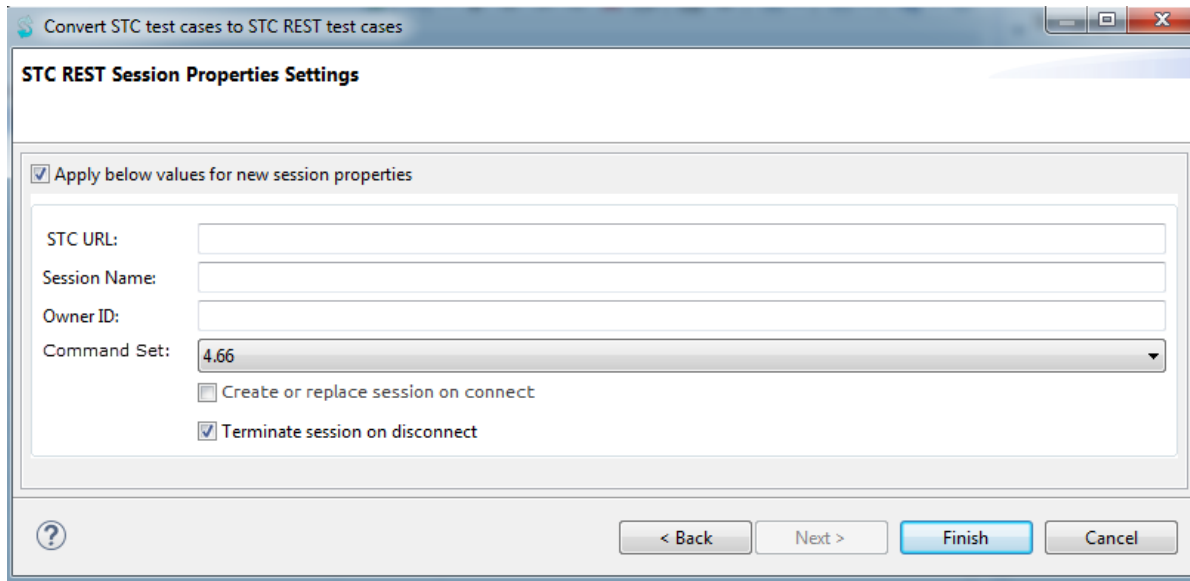 Convert STC test cases to STC REST test cases
STC REST Session Properties Settings
Apply below values for new session properties
STC URL:
Session Name:
Owner ID:
Command Set: 4.66
Create or replace session on connect
Terminate session on disconnect
? < Back Next > Finish Cancel